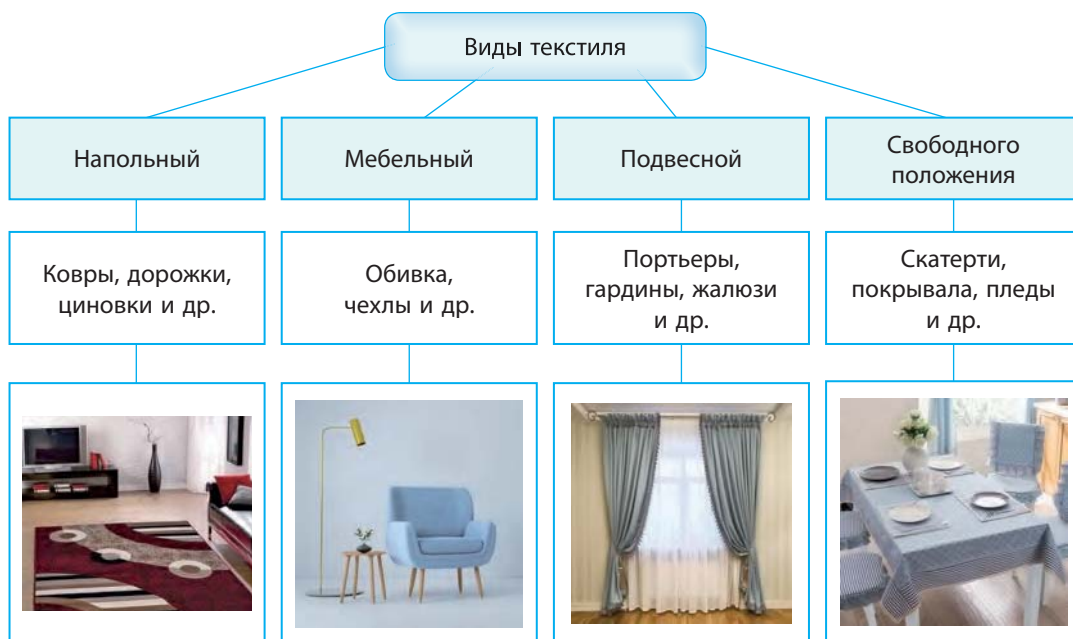 Виды текстиля
Напольный
Мебельный
Подвесной
Свободного
положения
Ковры, дорожки,
циновки и др.
Обивка,
чехлы и др.
Портьеры,
гардины, жалюзи
и др.
Скатерти,
покрывала, пледы
и др.